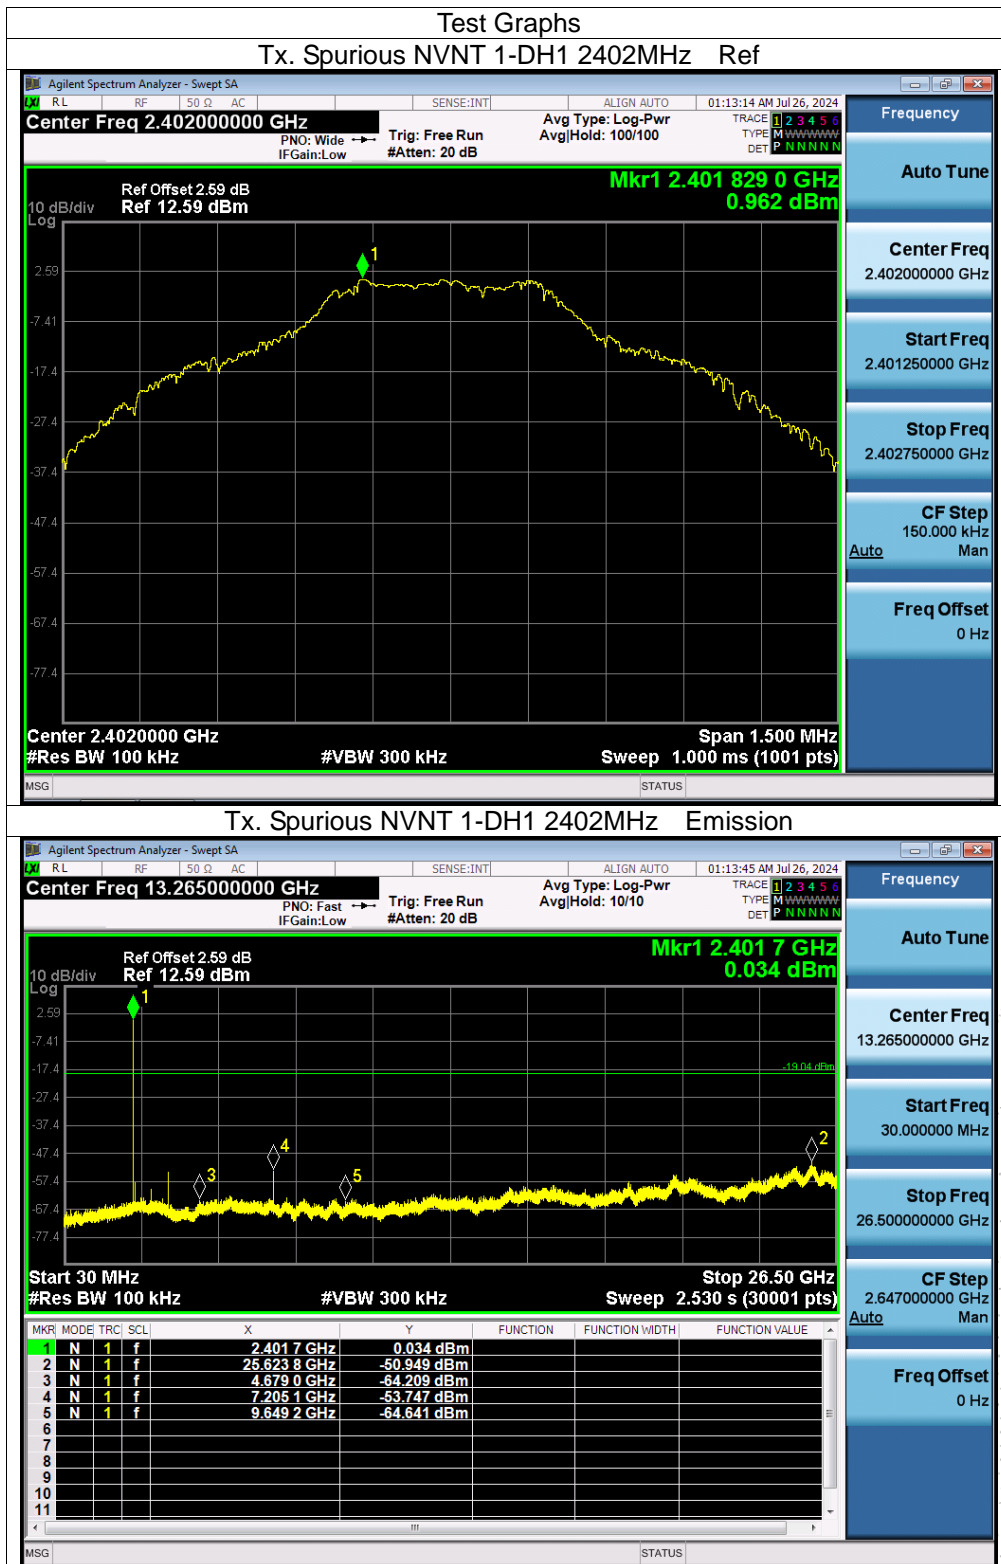 Test Graphs
Tx. Spurious NVNT 1-DH1 2402MHz Ref
Agilent Spectrum Analyzer - Swept SA
LXI RL RF 50 Ω AC SENSE:INT ALIGN AUTO 01:13:14 AM Jul 26, 2024
Center Freq 2.402000000 GHz
PNO: Wide
IFGain:Low
Trig: Free Run
#Atten: 20 dB
Avg Type: Log-Pwr
Avg|Hold: 100/100
TRACE 1 2 3 4 5 6
TYPE M WWWWW
DET P N N N N N
Frequency
Auto Tune
Center Freq
2.402000000 GHz
Start Freq
2.401250000 GHz
Stop Freq
2.402750000 GHz
CF Step
150.000 kHz
Auto Man
Freq Offset
0 Hz
Mkr1 2.401 829 0 GHz
0.962 dBm
Ref Offset 2.59 dB
10 dB/div Ref 12.59 dBm
Log
1
2.59
-7.41
-17.4
-27.4
-37.4
-47.4
-57.4
-67.4
-77.4
Center 2.4020000 GHz Span 1.500 MHz
#Res BW 100 kHz #VBW 300 kHz Sweep 1.000 ms (1001 pts)
MSG STATUS
Tx. Spurious NVNT 1-DH1 2402MHz Emission
Agilent Spectrum Analyzer - Swept SA
LXI RL RF 50 Ω AC SENSE:INT ALIGN AUTO 01:13:45 AM Jul 26, 2024
Center Freq 13.265000000 GHz
PNO: Fast
IFGain:Low
Trig: Free Run
#Atten: 20 dB
Avg Type: Log-Pwr
Avg|Hold: 10/10
TRACE 1 2 3 4 5 6
TYPE M WWWWW
DET P N N N N N
Frequency
Auto Tune
Center Freq
13.265000000 GHz
Start Freq
30.000000 MHz
Stop Freq
26.500000000 GHz
CF Step
2.647000000 GHz
Auto Man
Freq Offset
0 Hz
Mkr1 2.401 7 GHz
0.034 dBm
Ref Offset 2.59 dB
10 dB/div Ref 12.59 dBm
Log
1
2.59
-7.41
-17.4
-19.04 dBm
-27.4
-37.4
-47.4
4
2
-57.4
3
5
-67.4
-77.4
Start 30 MHz Stop 26.50 GHz
#Res BW 100 kHz #VBW 300 kHz Sweep 2.530 s (30001 pts)
MKR MODE TRC SCL X Y FUNCTION FUNCTION WIDTH FUNCTION VALUE
1 N 1 f 2.401 7 GHz 0.034 dBm
2 N 1 f 25.623 8 GHz -50.949 dBm
3 N 1 f 4.679 0 GHz -64.209 dBm
4 N 1 f 7.205 1 GHz -53.747 dBm
5 N 1 f 9.649 2 GHz -64.641 dBm
6
7
8
9
10
11
MSG STATUS